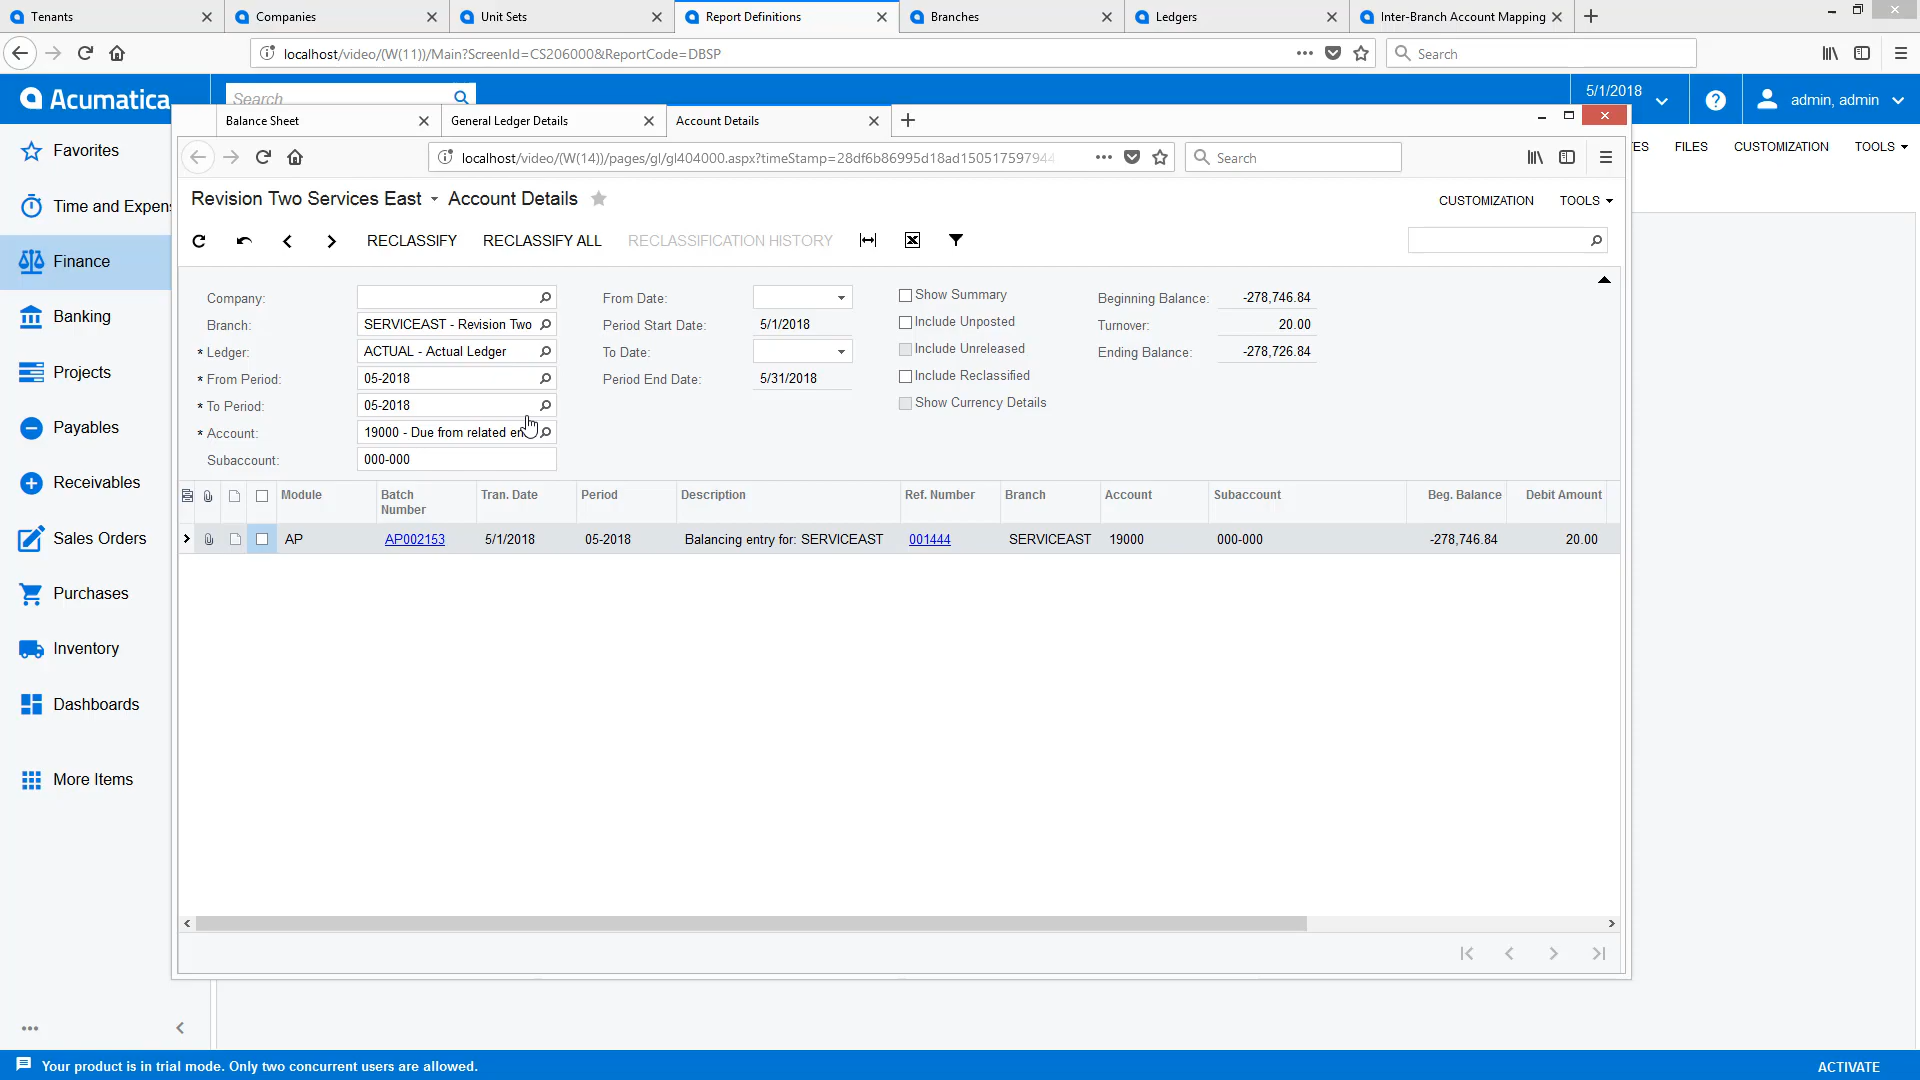 Tenants
Companies
Unit Sets
Report Definitions
Branches
Ledgers
Inter-Branch Account Mapping
localhost/video/(W(11))/Main?ScreenId=CS206000&ReportCode=DBSP
Search
Acumatica
Search
5/1/2018
admin, admin
Balance Sheet
General Ledger Details
Account Details
FILES
CUSTOMIZATION
TOOLS
localhost/video/(W(14))/pages/gl/gl404000.aspx?timeStamp=28df6b86995d18ad150517597944
Search
Favorites
Time and Expens
Finance
Banking
Projects
Payables
Receivables
Sales Orders
Purchases
Inventory
Dashboards
More Items
Revision Two Services East
Account Details
CUSTOMIZATION
TOOLS
RECLASSIFY
RECLASSIFY ALL
RECLASSIFICATION HISTORY
Company:
Branch: SERVICEAST - Revision Two
* Ledger: ACTUAL - Actual Ledger
* From Period: 05-2018
* To Period: 05-2018
* Account: 19000 - Due from related en
Subaccount: 000-000
From Date:
Period Start Date: 5/1/2018
To Date:
Period End Date: 5/31/2018
Show Summary
Include Unposted
Include Unreleased
Include Reclassified
Show Currency Details
Beginning Balance: -278,746.84
Turnover: 20.00
Ending Balance: -278,726.84
Module Batch Number Tran. Date Period Description Ref. Number Branch Account Subaccount Beg. Balance Debit Amount
AP AP002153 5/1/2018 05-2018 Balancing entry for: SERVICEAST 001444 SERVICEAST 19000 000-000 -278,746.84 20.00
Your product is in trial mode. Only two concurrent users are allowed.
ACTIVATE